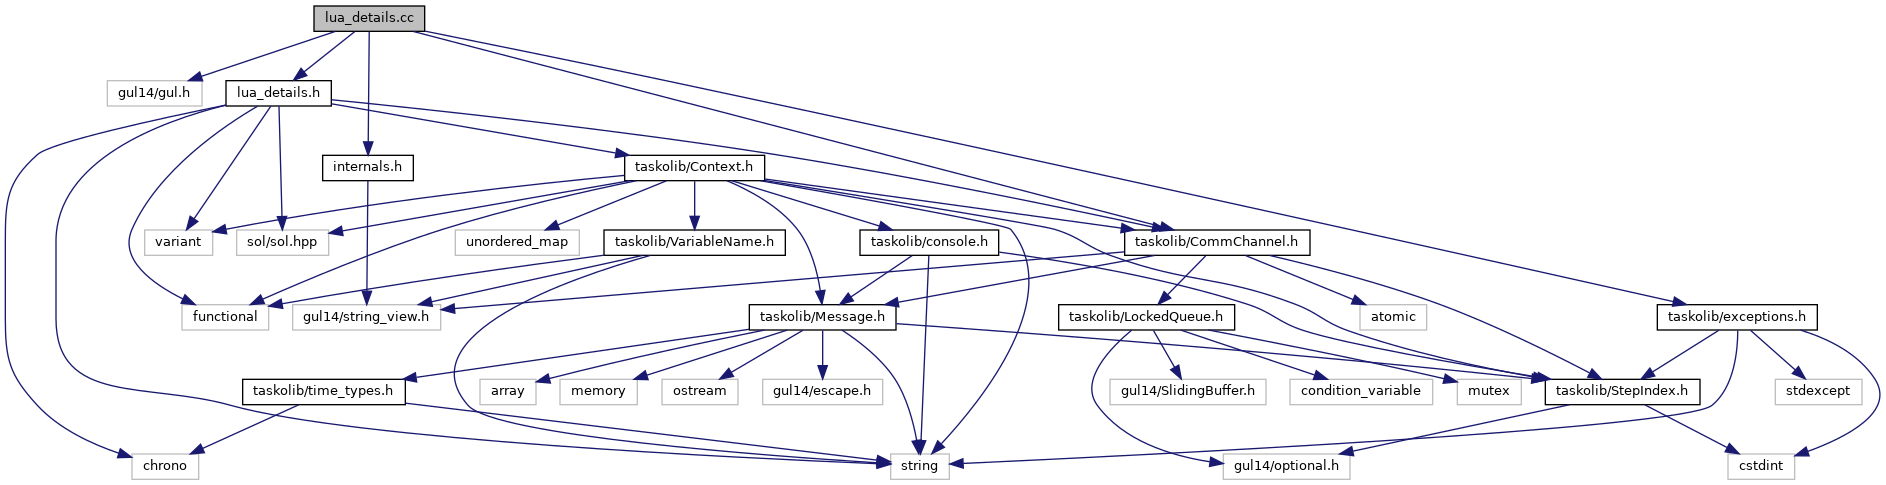 lua_details.cc
gul14/gul.h
lua_details.h
internals.h
taskolib/Context.h
variant
sol/sol.hpp
unordered_map
taskolib/VariableName.h
taskolib/console.h
taskolib/CommChannel.h
functional
gul14/string_view.h
taskolib/Message.h
taskolib/LockedQueue.h
atomic
taskolib/exceptions.h
taskolib/time_types.h
array
memory
ostream
gul14/escape.h
gul14/SlidingBuffer.h
condition_variable
mutex
taskolib/StepIndex.h
stdexcept
chrono
string
gul14/optional.h
cstdint